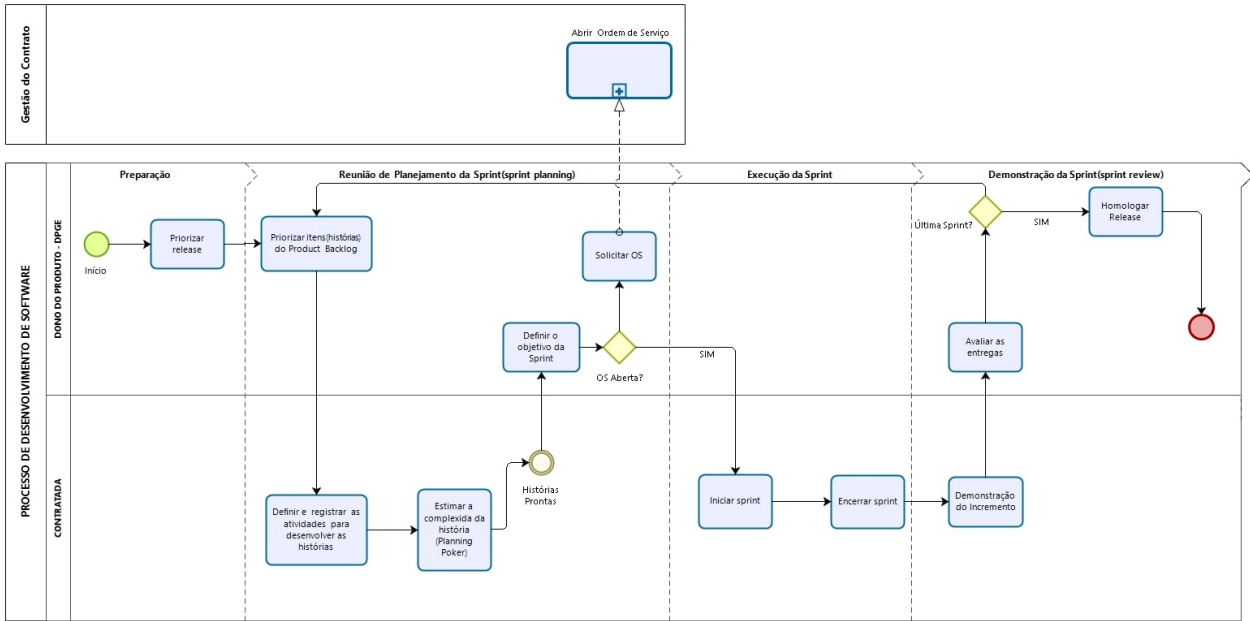 Gestão do Contrato
Abrir Ordem de Serviço
PROCESSO DE DESENVOLVIMENTO DE SOFTWARE
DONO DO PRODUTO - DPGE
CONTRATADA
Preparação
Reunião de Planejamento da Sprint(sprint planning)
Execução da Sprint
Demonstração da Sprint(sprint review)
Início
Priorizar
release
Priorizar itens(histórias)
do Product Backlog
Solicitar OS
Definir o
objetivo da
Sprint
OS Aberta?
SIM
Última Sprint?
SIM
Homologar
Release
Avaliar as
entregas
Definir e registrar as
atividades para
desenvolver as
histórias
Estimar a
complexida da
história
(Planning
Poker)
Histórias
Prontas
Iniciar sprint
Encerrar sprint
Demonstração
do Incremento